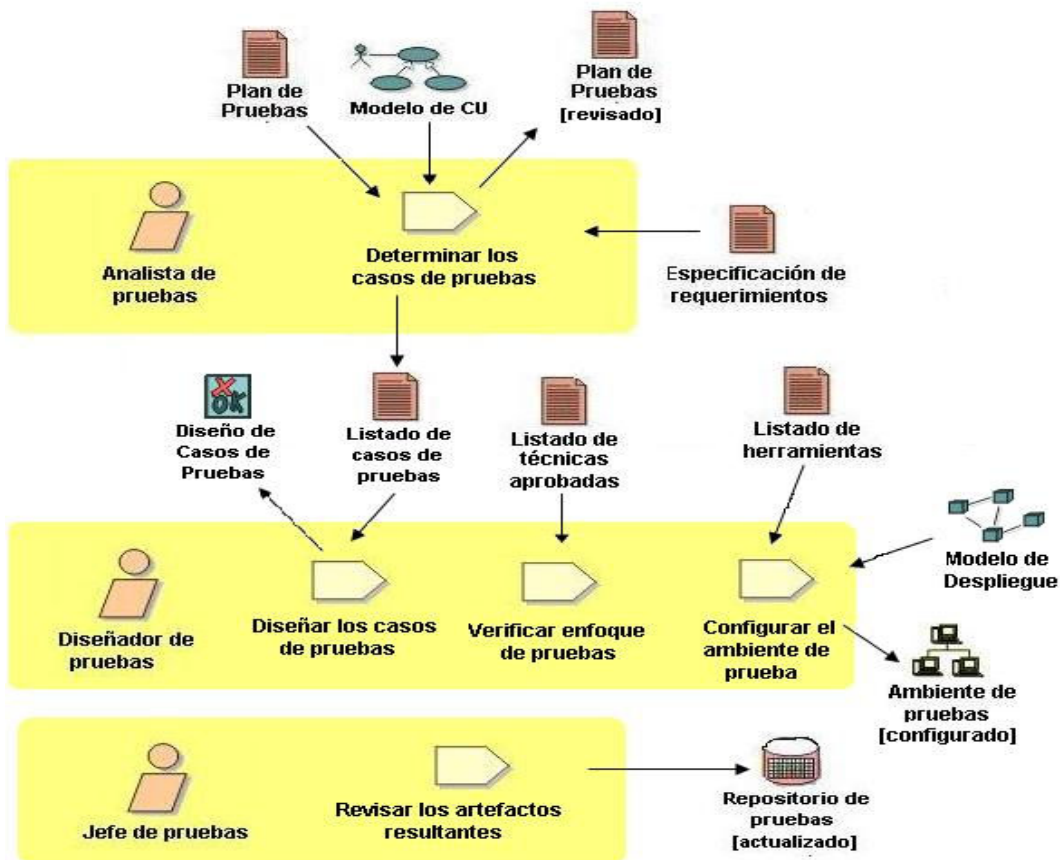 Plan de
Pruebas
Modelo de CU
Plan de
Pruebas
[revisado]
Analista de
pruebas
Determinar los
casos de pruebas
Especificación de
requerimientos
OK
Diseño de
Casos de
Pruebas
Listado de
casos de
pruebas
Listado de
técnicas
aprobadas
Listado de
herramientas
Modelo de
Despliegue
Diseñador de
pruebas
Diseñar los casos
de pruebas
Verificar enfoque
de pruebas
Configurar el
ambiente de
prueba
Ambiente de
pruebas
[configurado]
Jefe de pruebas
Revisar los artefactos
resultantes
Repositorio de
pruebas
[actualizado]